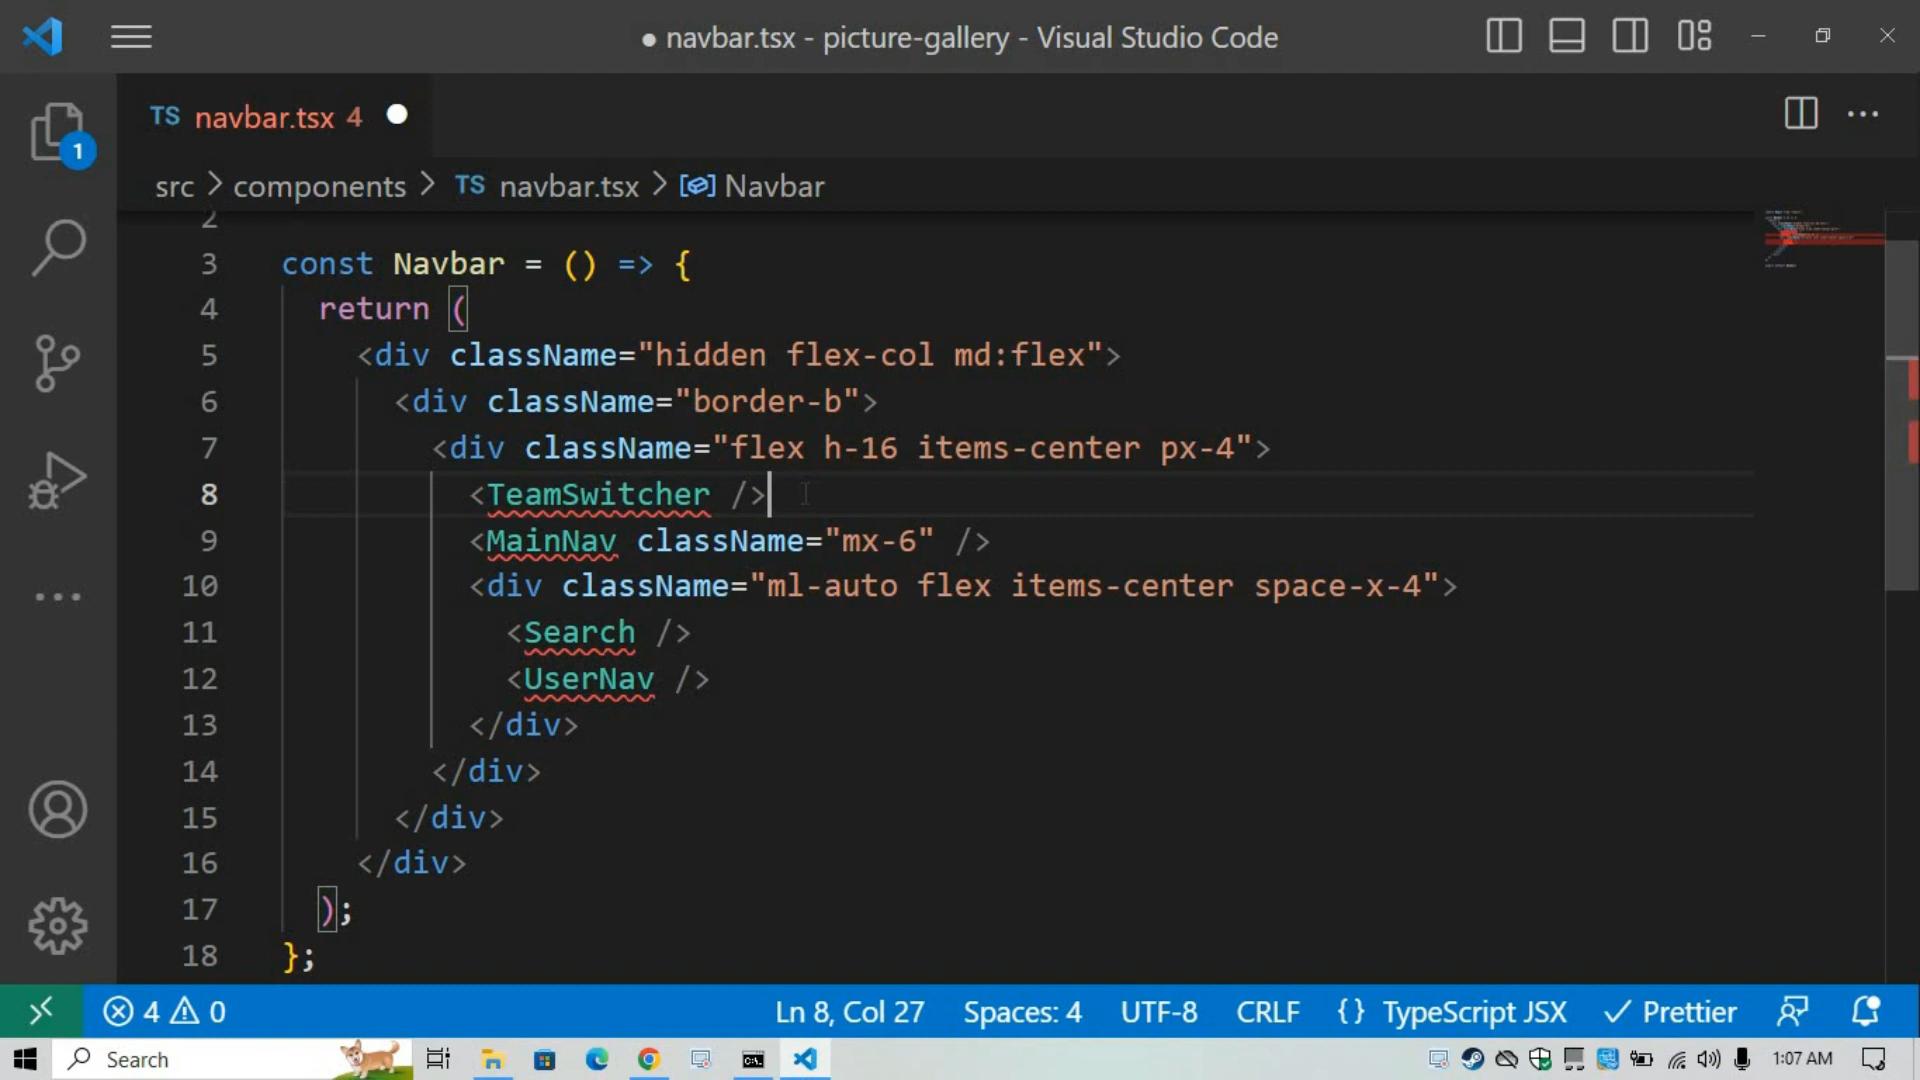 navbar.tsx - picture-gallery - Visual Studio Code
TS navbar.tsx 4
1
src > components > TS navbar.tsx > Navbar
2
3 const Navbar = () => {
4 return (
5 <div className="hidden flex-col md:flex">
6 <div className="border-b">
7 <div className="flex h-16 items-center px-4">
8 <TeamSwitcher />
9 <MainNav className="mx-6" />
10 <div className="ml-auto flex items-center space-x-4">
11 <Search />
12 <UserNav />
13 </div>
14 </div>
15 </div>
16 </div>
17 );
18 };
4 0 Ln 8, Col 27 Spaces: 4 UTF-8 CRLF {} TypeScript JSX Prettier
Search 1:07 AM